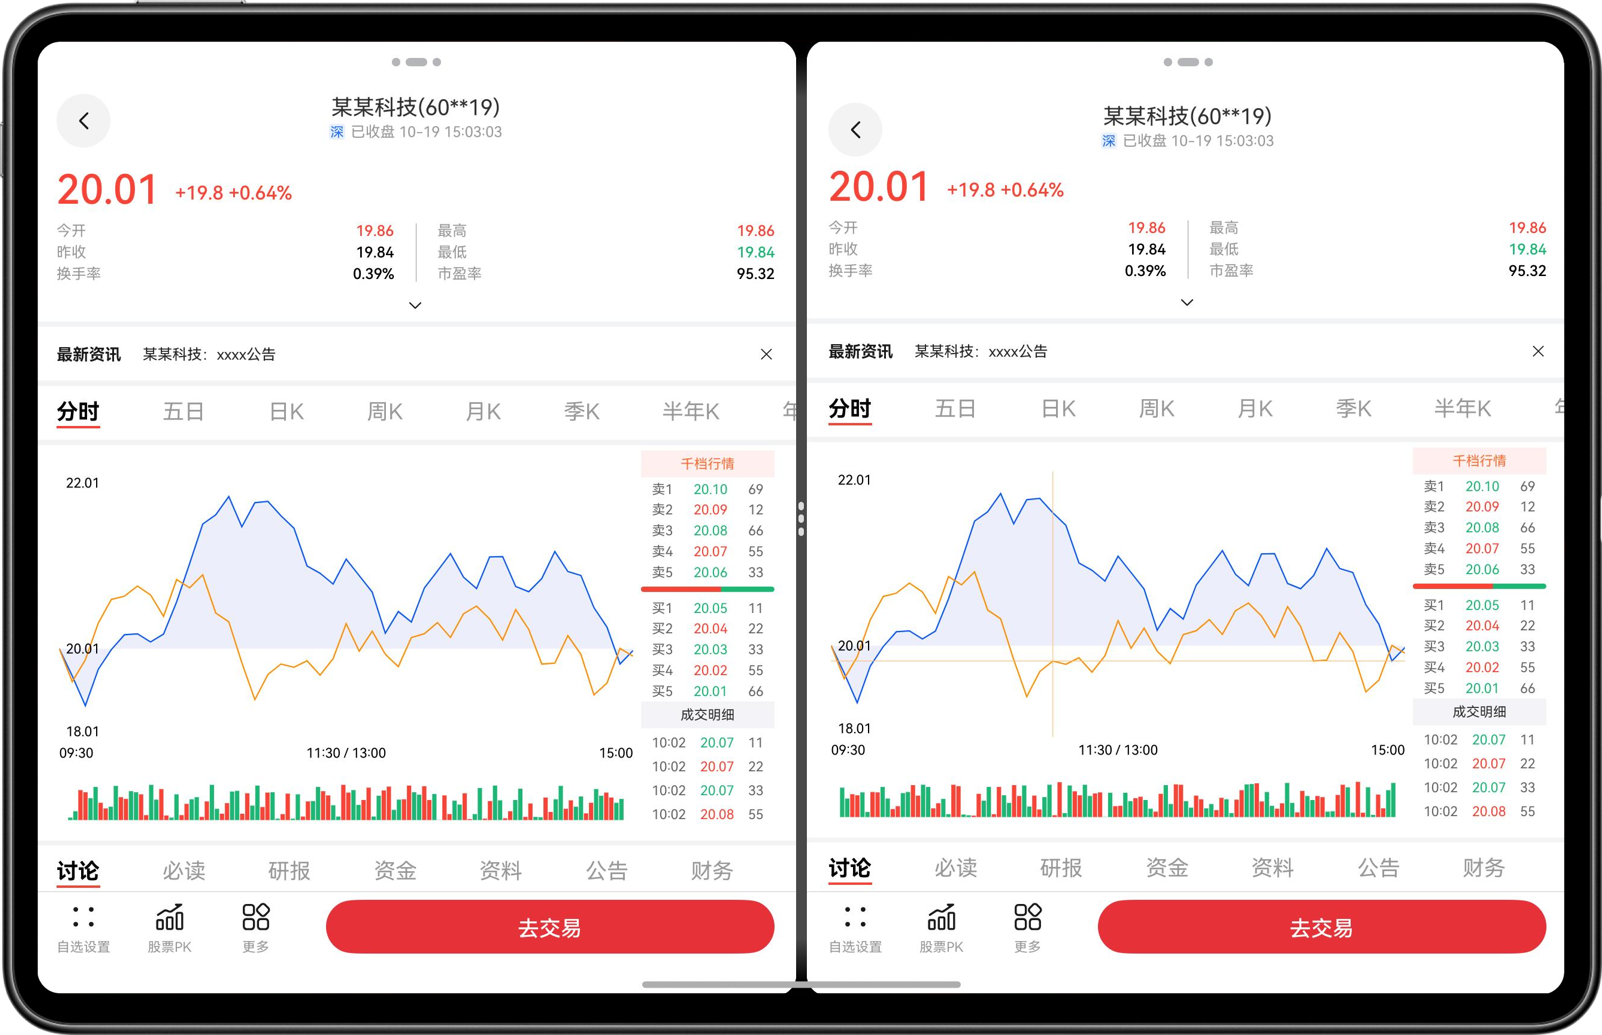 某某科技(60**19)
深 已收盘 10-19 15:03:03
20.01 +19.8 +0.64%
今开 19.86 最高 19.86
昨收 19.84 最低 19.84
换手率 0.39% 市盈率 95.32
最新资讯 某某科技：xxxx公告
分时 五日 日K 周K 月K 季K 半年K
22.01
20.01
18.01
09:30 11:30 / 13:00 15:00
千档行情
卖1 20.10 69
卖2 20.09 12
卖3 20.08 66
卖4 20.07 55
卖5 20.06 33
买1 20.05 11
买2 20.04 22
买3 20.03 33
买4 20.02 55
买5 20.01 66
成交明细
10:02 20.07 11
10:02 20.07 22
10:02 20.07 33
10:02 20.08 55
讨论 必读 研报 资金 资料 公告 财务
自选设置 股票PK 更多 去交易
某某科技(60**19)
深 已收盘 10-19 15:03:03
20.01 +19.8 +0.64%
今开 19.86 最高 19.86
昨收 19.84 最低 19.84
换手率 0.39% 市盈率 95.32
最新资讯 某某科技：xxxx公告
分时 五日 日K 周K 月K 季K 半年K
22.01
20.01
18.01
09:30 11:30 / 13:00 15:00
千档行情
卖1 20.10 69
卖2 20.09 12
卖3 20.08 66
卖4 20.07 55
卖5 20.06 33
买1 20.05 11
买2 20.04 22
买3 20.03 33
买4 20.02 55
买5 20.01 66
成交明细
10:02 20.07 11
10:02 20.07 22
10:02 20.07 33
10:02 20.08 55
讨论 必读 研报 资金 资料 公告 财务
自选设置 股票PK 更多 去交易